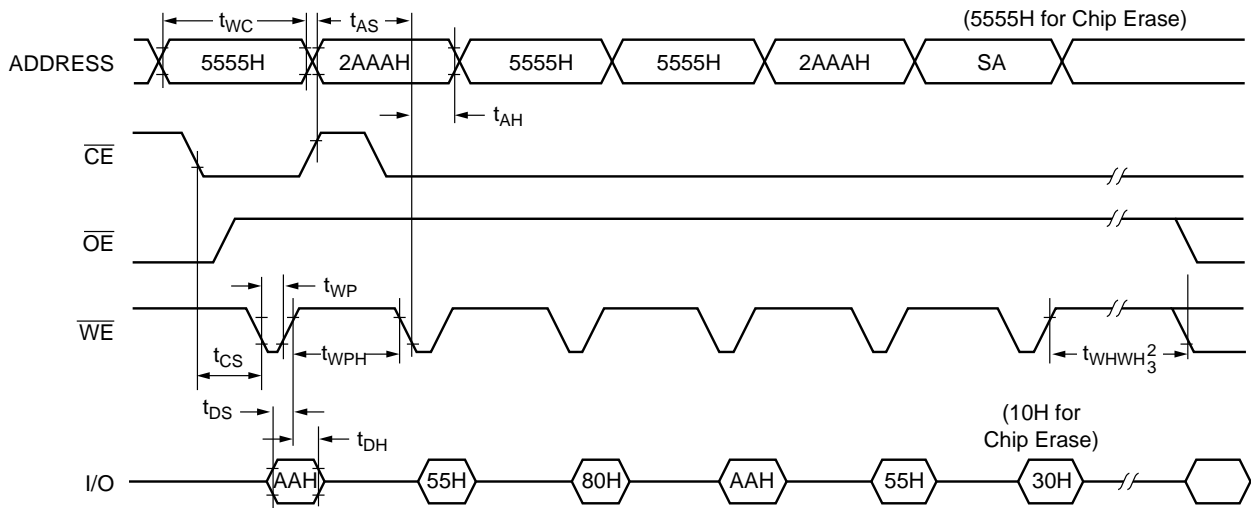 tWC tAS (5555H for Chip Erase)
ADDRESS 5555H 2AAAH 5555H 5555H 2AAAH SA
tAH
CE
OE
tWP
WE
tCS tWPH tWHWH2/3
tDS
(10H for
Chip Erase)
tDH
I/O AAH 55H 80H AAH 55H 30H